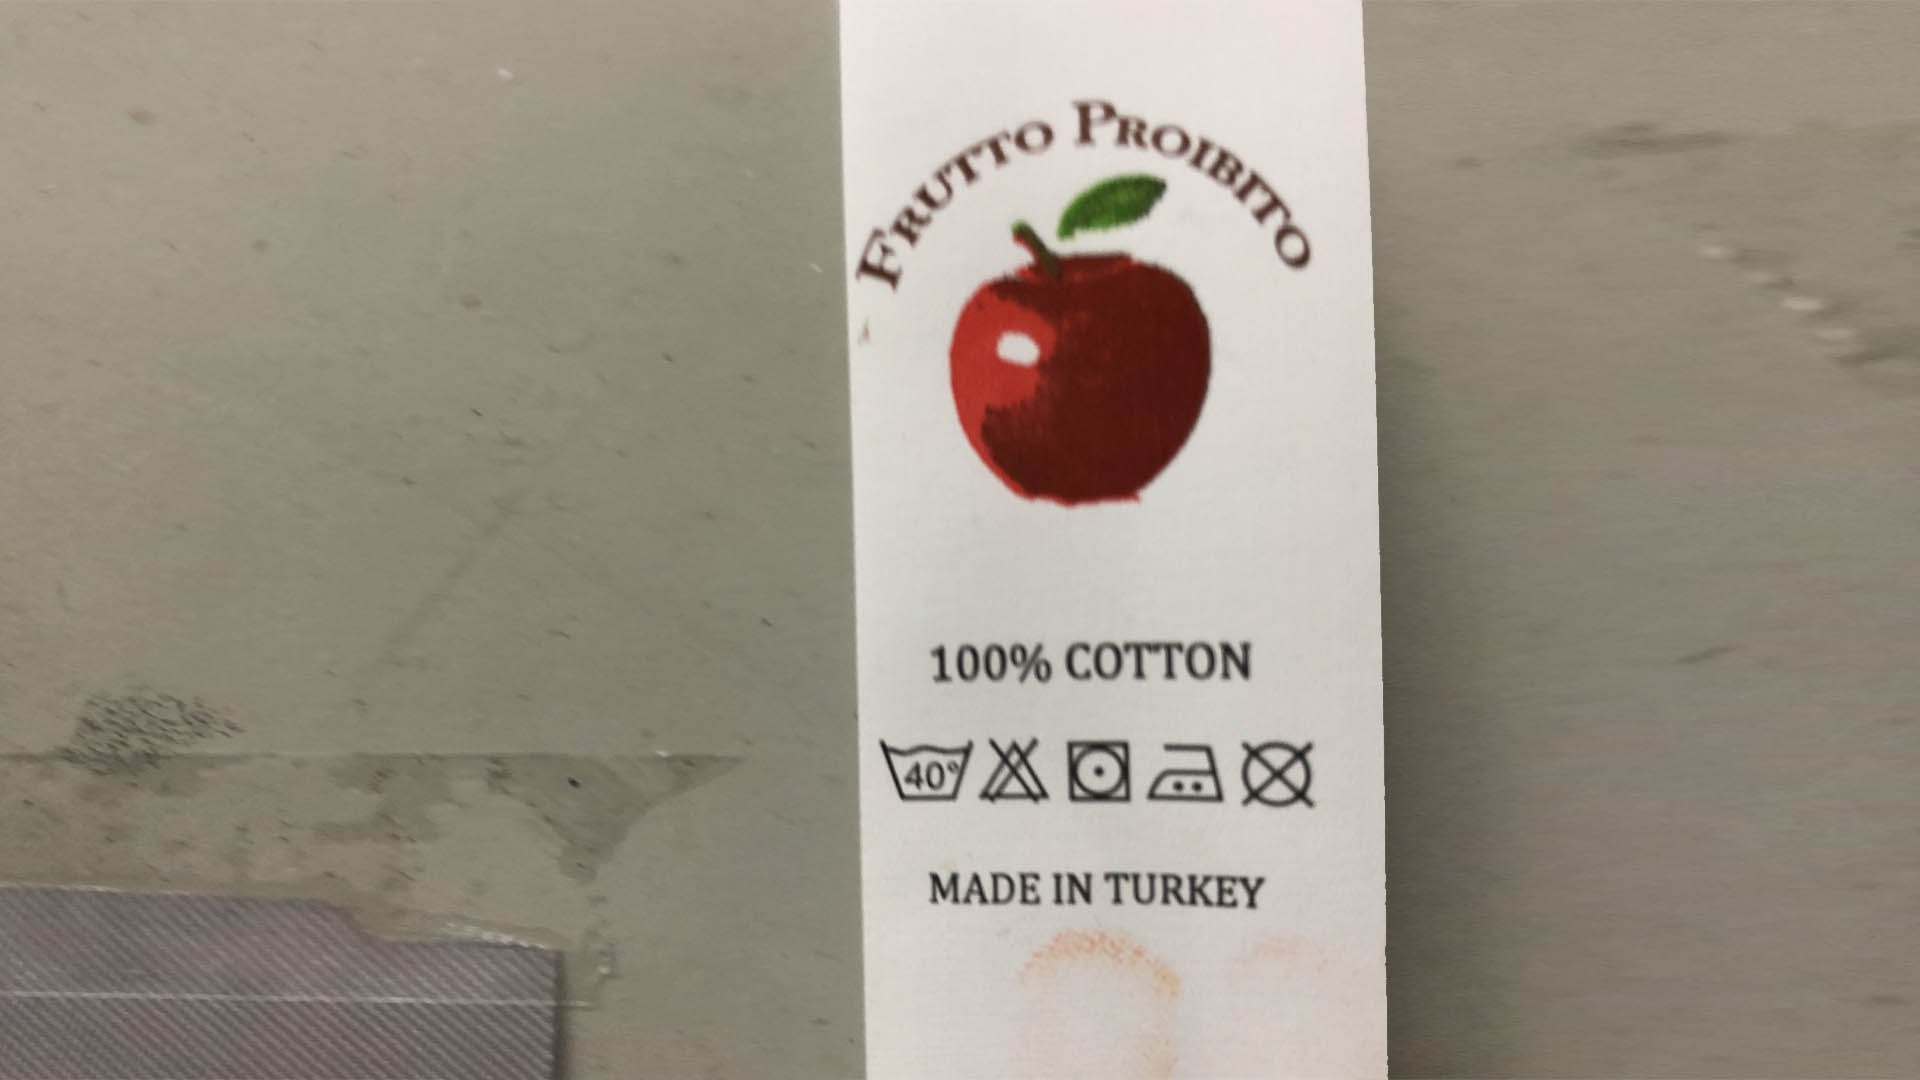 FRUTTO PROIBITO
100% COTTON
40°
MADE IN TURKEY